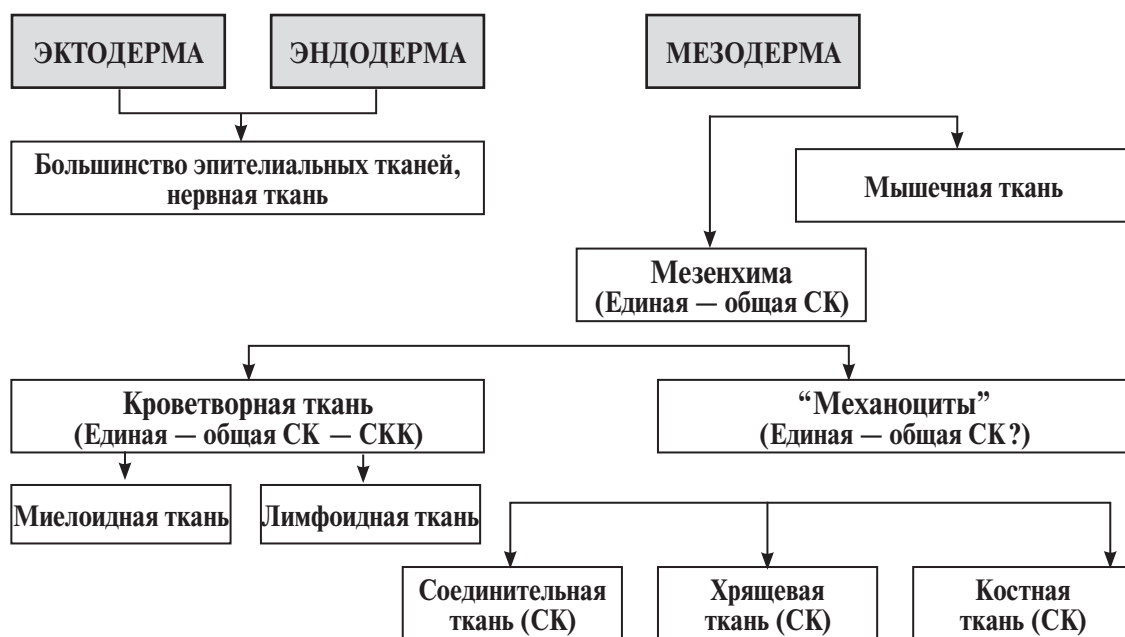 ЭКТОДЕРМА
ЭНДОДЕРМА
МЕЗОДЕРМА
Большинство эпителиальных тканей,
нервная ткань
Мышечная ткань
Мезенхима
(Единая — общая СК)
Кроветворная ткань
(Единая — общая СК — СКК)
“Механоциты”
(Единая — общая СК?)
Миелоидная ткань
Лимфоидная ткань
Соединительная
ткань (СК)
Хрящевая
ткань (СК)
Костная
ткань (СК)